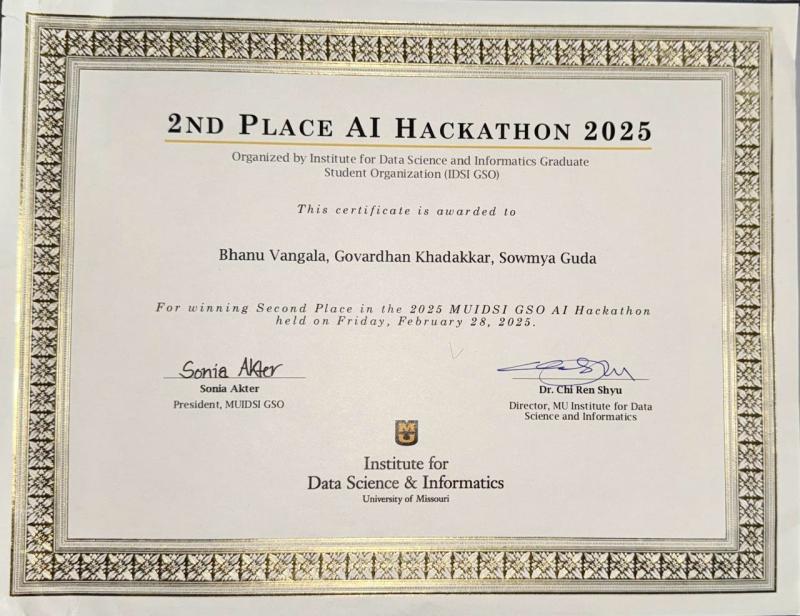 2ND PLACE AI HACKATHON 2025
Organized by Institute for Data Science and Informatics Graduate
Student Organization (IDSI GSO)
This certificate is awarded to
Bhanu Vangala, Govardhan Khadakkar, Sowmya Guda
For winning Second Place in the 2025 MUIDSI GSO AI Hackathon
held on Friday, February 28, 2025.
Sonia Akter
Sonia Akter
President, MUIDSI GSO
Dr. Chi Ren Shyu
Director, MU Institute for Data
Science and Informatics
MU
Institute for
Data Science & Informatics
University of Missouri